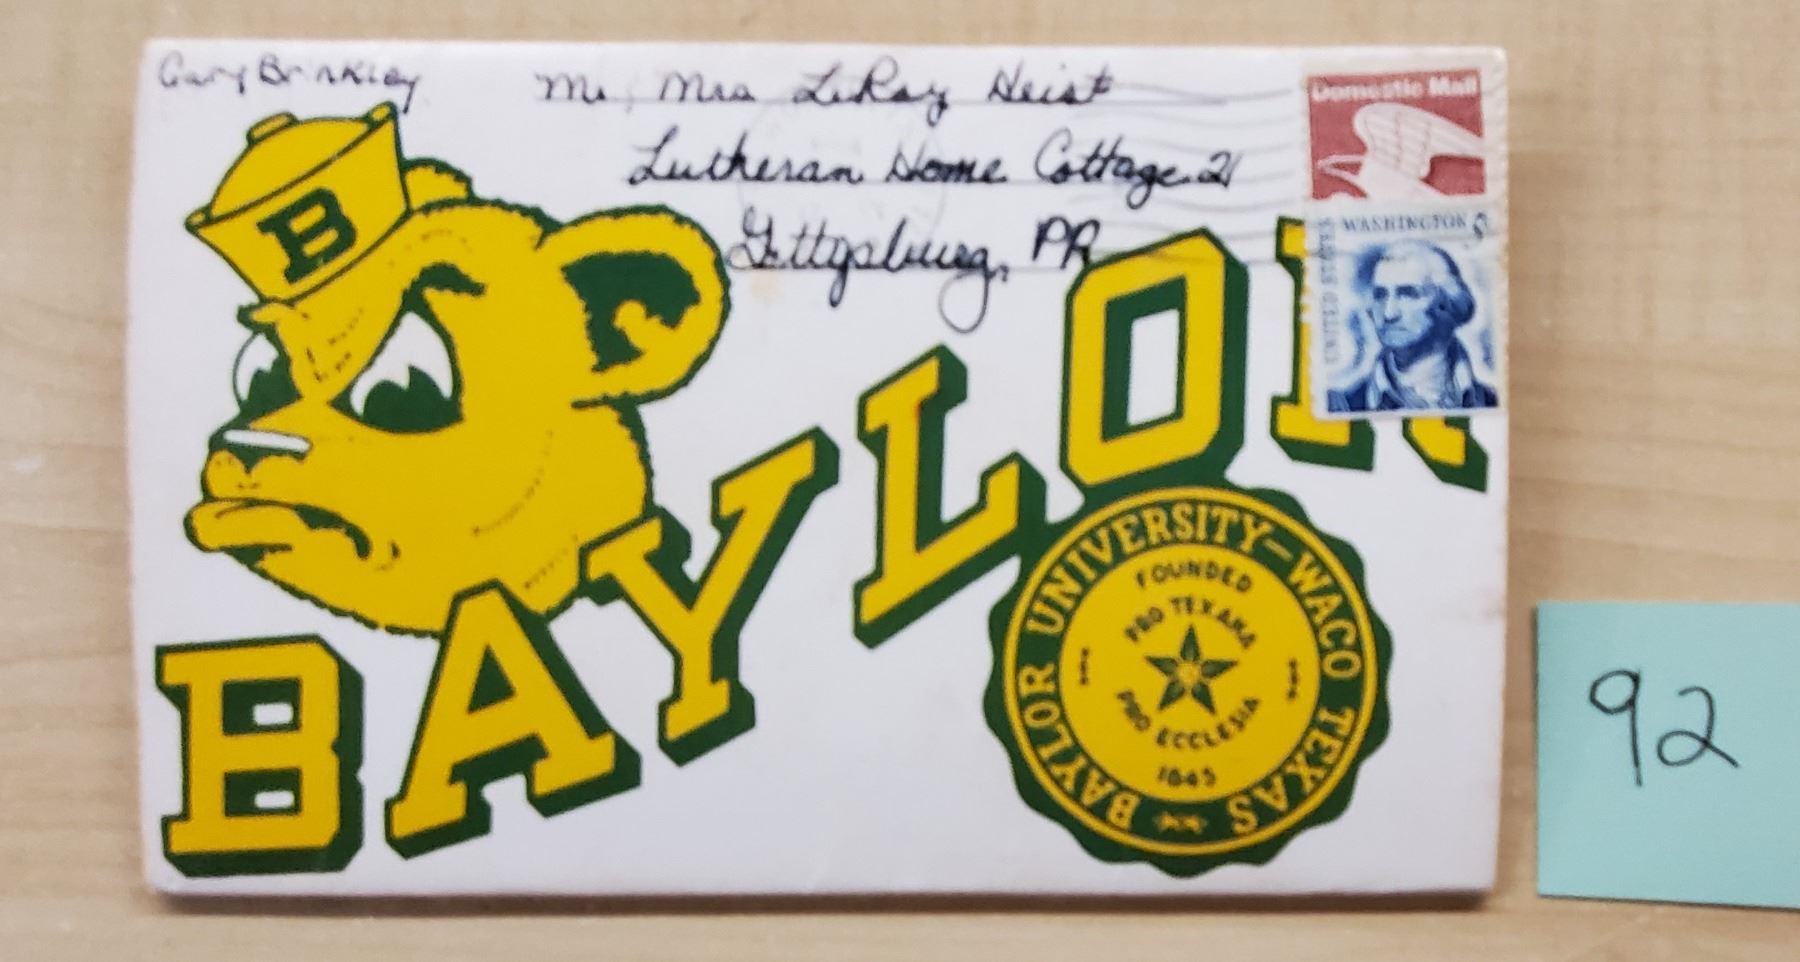 Gary Brinkley
Mr. Mrs LeRoy Heist
Lutheran Home Cottage 21
Gettysburg, PA
Domestic Mail
UNITED STATES
WASHINGTON 5
B
BAYLOR
BAYLOR UNIVERSITY—WACO TEXAS
FOUNDED
PRO TEXANA
PRO ECCLESIA
1845
92